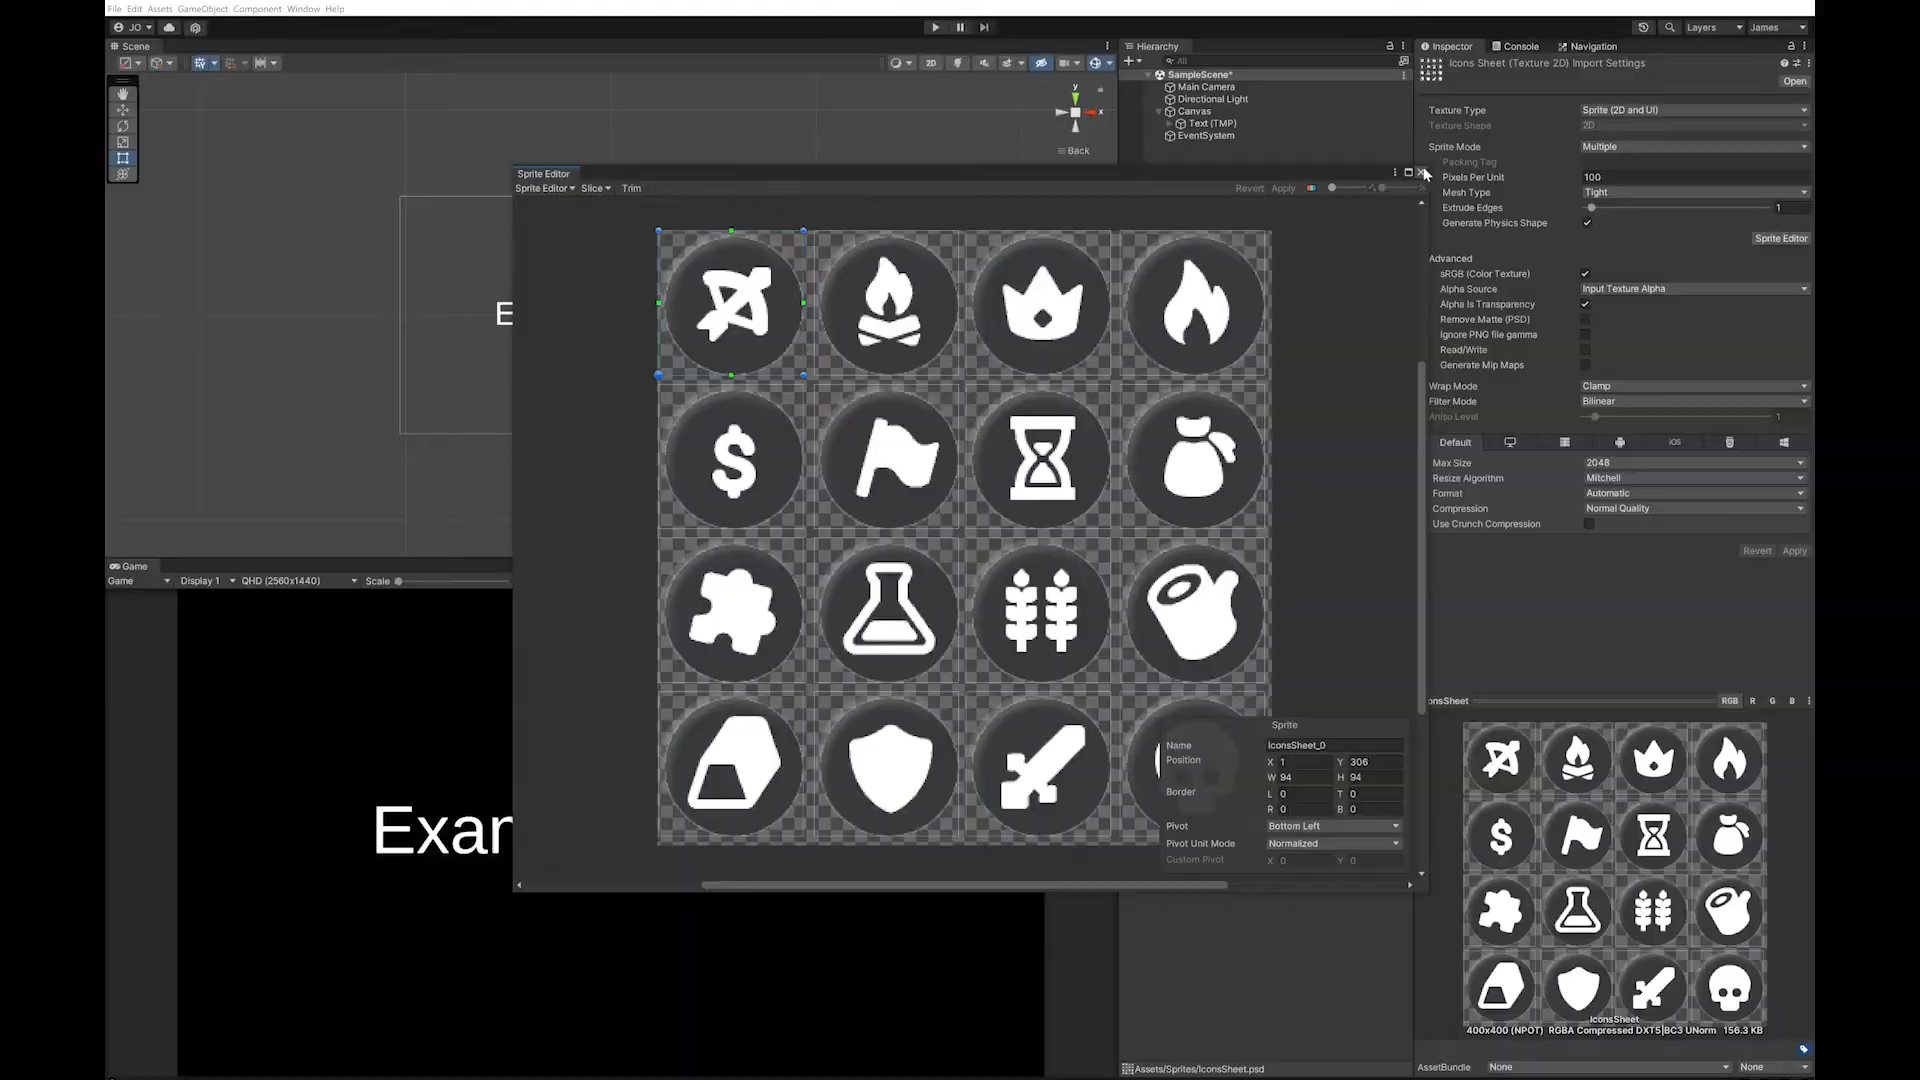 File Edit Assets GameObject Component Window Help
JO
Layers
James
Scene
2D
y
x
Back
Hierarchy
All
SampleScene*
Main Camera
Directional Light
Canvas
Text (TMP)
EventSystem
Inspector Console Navigation
Icons Sheet (Texture 2D) Import Settings
Open
Texture Type Sprite (2D and UI)
Texture Shape 2D
Sprite Mode Multiple
Packing Tag
Pixels Per Unit 100
Mesh Type Tight
Extrude Edges 1
Generate Physics Shape
Sprite Editor
Advanced
sRGB (Color Texture)
Alpha Source Input Texture Alpha
Alpha Is Transparency
Remove Matte (PSD)
Ignore PNG file gamma
Read/Write
Generate Mip Maps
Wrap Mode Clamp
Filter Mode Bilinear
Aniso Level 1
Default iOS
Max Size 2048
Resize Algorithm Mitchell
Format Automatic
Compression Normal Quality
Use Crunch Compression
Revert Apply
Sprite Editor
Sprite Editor Slice Trim
Revert Apply
E
Sprite
Name IconsSheet_0
Position X 1 Y 306
W 94 H 94
Border L 0 T 0
R 0 B 0
Pivot Bottom Left
Pivot Unit Mode Normalized
Custom Pivot X 0 Y 0
Game
Game Display 1 QHD (2560x1440) Scale
Exam
onsSheet RGB R G B
IconsSheet
400x400 (NPOT) RGBA Compressed DXT5|BC3 UNorm 156.3 KB
Assets/Sprites/IconsSheet.psd
AssetBundle None None